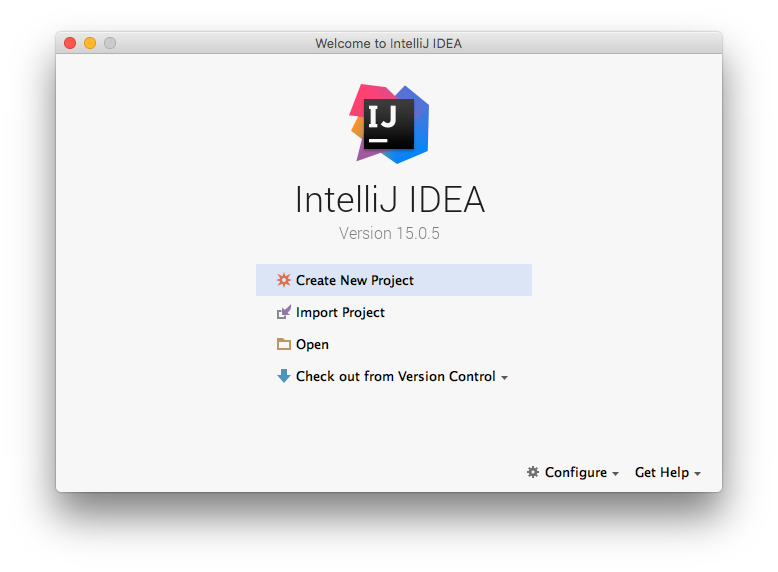 Welcome to IntelliJ IDEA
IJ
IntelliJ IDEA
Version 15.0.5
Create New Project
Import Project
Open
Check out from Version Control
Configure
Get Help